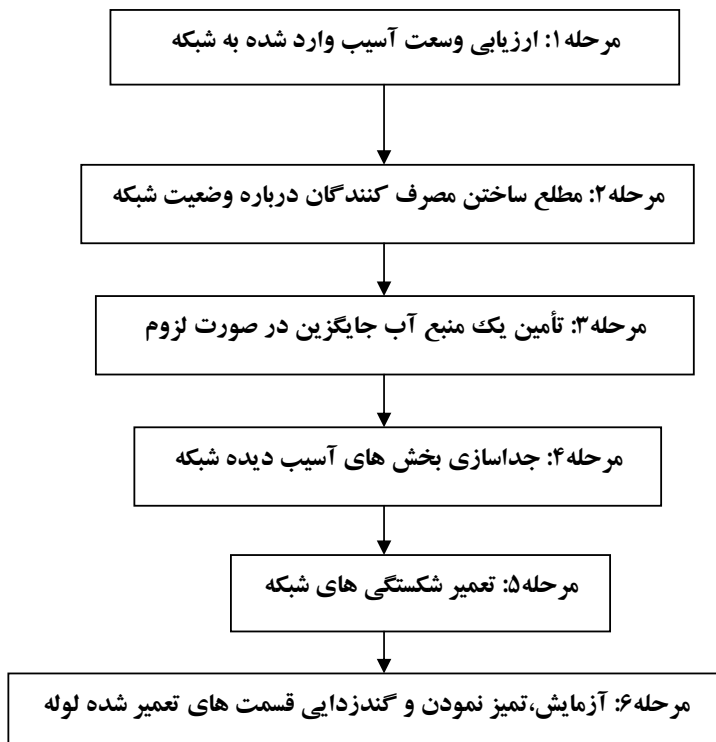 مرحله۱: ارزیابی وسعت آسیب وارد شده به شبکه
مرحله۲: مطلع ساختن مصرف کنندگان درباره وضعیت شبکه
مرحله۳: تأمین یک منبع آب جایگزین در صورت لزوم
مرحله۴: جداسازی بخش های آسیب دیده شبکه
مرحله۵: تعمیر شکستگی های شبکه
مرحله۶: آزمایش،تمیز نمودن و گندزدایی قسمت های تعمیر شده لوله